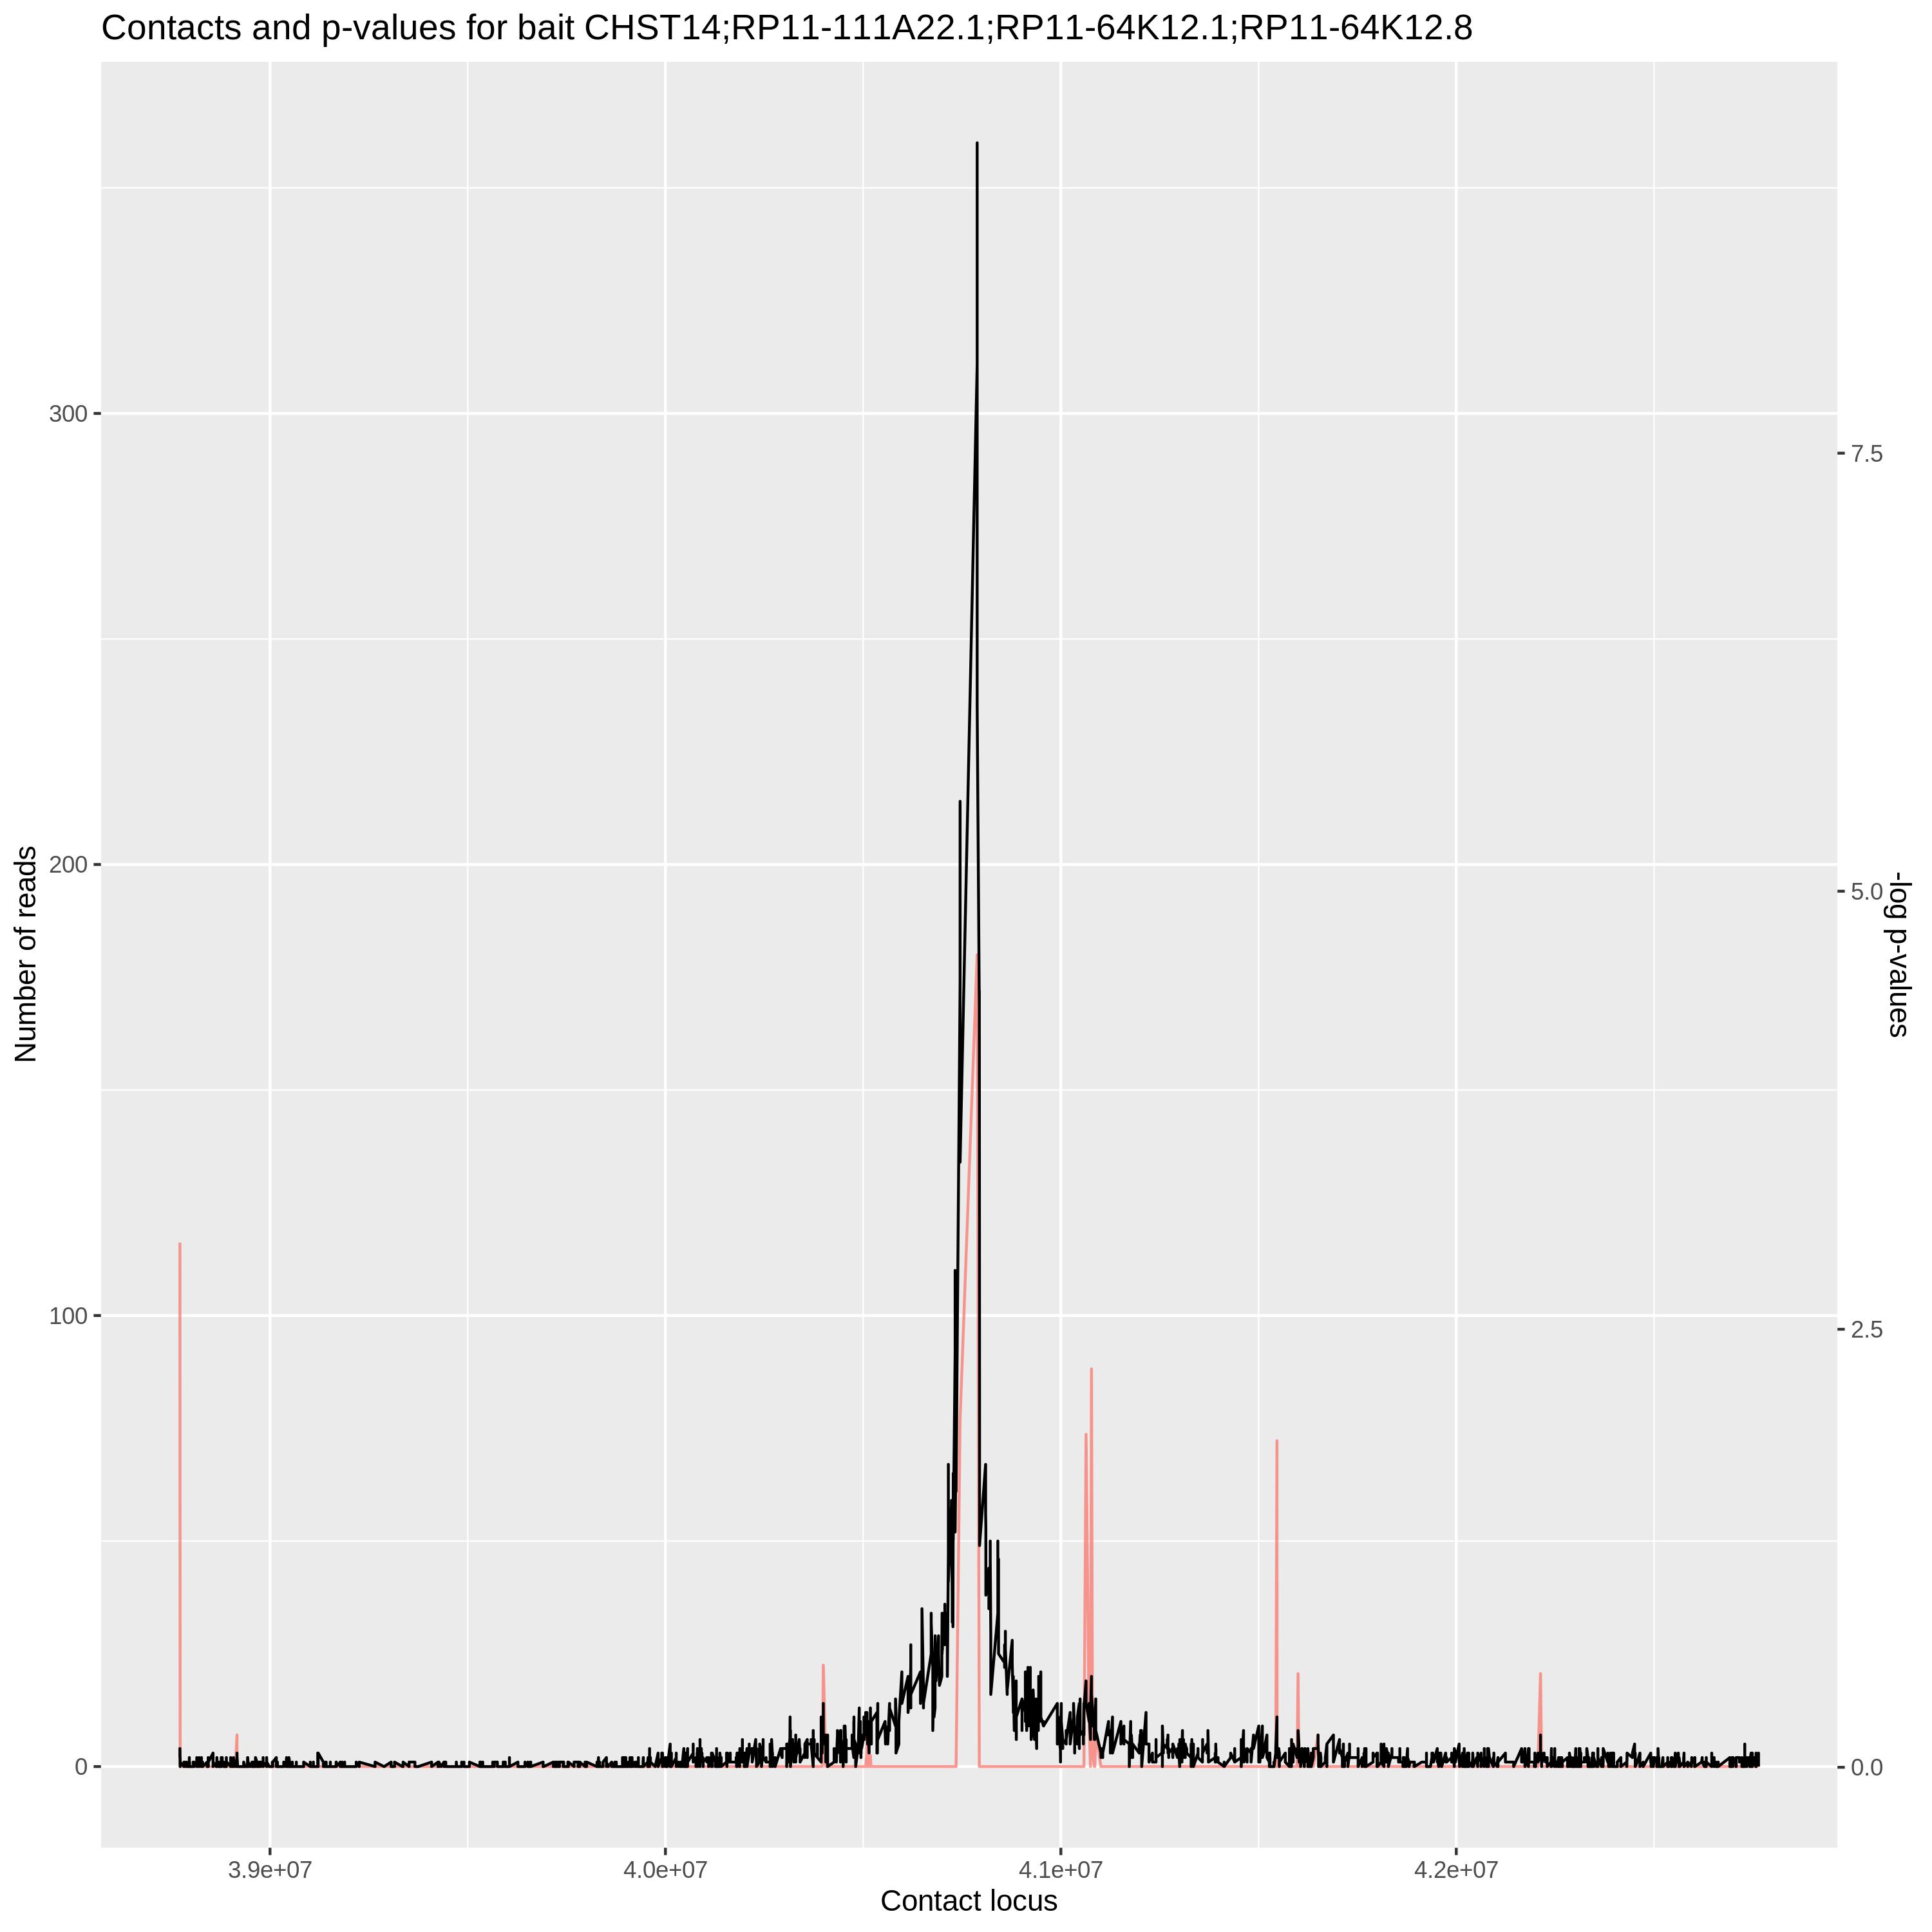 Contacts and p-values for bait CHST14;RP11-111A22.1;RP11-64K12.1;RP11-64K12.8
300
200
100
0
Number of reads
7.5
5.0
2.5
0.0
-log p-values
3.9e+07
4.0e+07
4.1e+07
4.2e+07
Contact locus